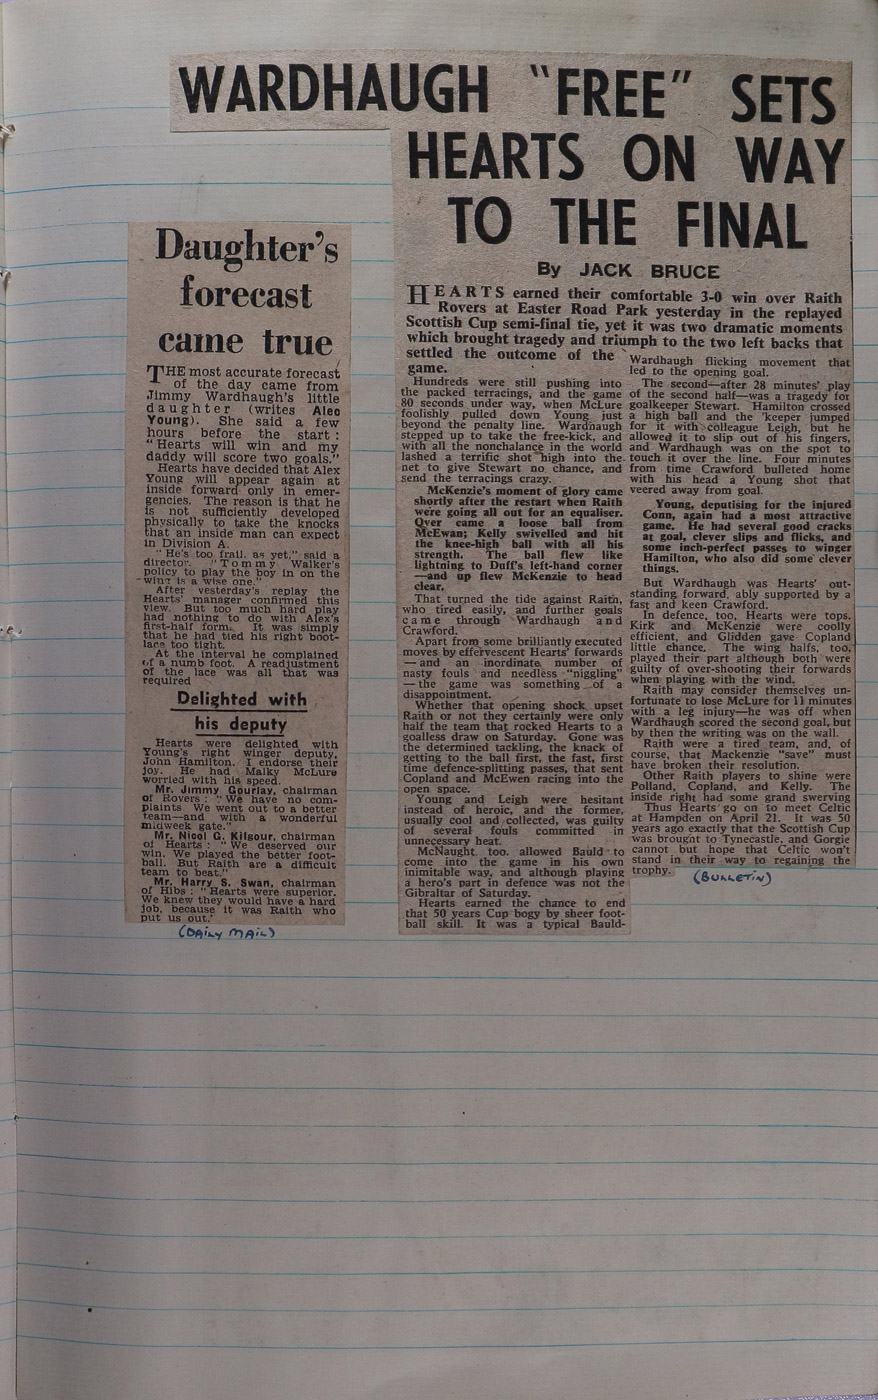 WARDHAUGH "FREE" SETS
HEARTS ON WAY
TO THE FINAL
By JACK BRUCE
HEARTS earned their comfortable 3-0 win over Raith
Rovers at Easter Road Park yesterday in the replayed
Scottish Cup semi-final tie, yet it was two dramatic moments
which brought tragedy and triumph to the two left backs that
settled the outcome of the
game.
Hundreds were still pushing into
the packed terracings, and the game
80 seconds under way, when McLure
foolishly pulled down Young just
beyond the penalty line. Wardhaugh
stepped up to take the free-kick, and
with all the nonchalance in the world
lashed a terrific shot high into the
net to give Stewart no chance, and
send the terracings crazy.
McKenzie's moment of glory came
shortly after the restart when Raith
were going all out for an equaliser.
Over came a loose ball from
McEwan; Kelly swivelled and hit
the knee-high ball with all his
strength. The ball flew like
lightning to Duff's left-hand corner
—and up flew McKenzie to head
clear.
That turned the tide against Raith,
who tired easily, and further goals
came through Wardhaugh and
Crawford.
Apart from some brilliantly executed
moves by effervescent Hearts' forwards
—and an inordinate number of
nasty fouls and needless "niggling"
—the game was something of a
disappointment.
Whether that opening shock upset
Raith or not they certainly were only
half the team that rocked Hearts to a
goalless draw on Saturday. Gone was
the determined tackling, the knack of
getting to the ball first, the fast, first
time defence-splitting passes, that sent
Copland and McEwen racing into the
open space.
Young and Leigh were hesitant
instead of heroic, and the former,
usually cool and collected, was guilty
of several fouls committed in
unnecessary heat.
McNaught, too, allowed Bauld to
come into the game in his own
inimitable way, and although playing
a hero's part in defence was not the
Gibraltar of Saturday.
Hearts earned the chance to end
that 50 years Cup bogy by sheer foot-
ball skill. It was a typical Bauld-
Wardhaugh flicking movement that
led to the opening goal.
The second—after 28 minutes' play
of the second half—was a tragedy for
goalkeeper Stewart. Hamilton crossed
a high ball and the 'keeper jumped
for it with colleague Leigh, but he
allowed it to slip out of his fingers,
and Wardhaugh was on the spot to
touch it over the line. Four minutes
from time Crawford bulleted home
with his head a Young shot that
veered away from goal.
Young, deputising for the injured
Conn, again had a most attractive
game. He had several good cracks
at goal, clever slips and flicks, and
some inch-perfect passes to winger
Hamilton, who also did some clever
things.
But Wardhaugh was Hearts' out-
standing forward, ably supported by a
fast and keen Crawford.
In defence, too, Hearts were tops.
Kirk and McKenzie were coolly
efficient, and Glidden gave Copland
little chance. The wing halfs, too,
played their part although both were
guilty of over-shooting their forwards
when playing with the wind.
Raith may consider themselves un-
fortunate to lose McLure for 11 minutes
with a leg injury—he was off when
Wardhaugh scored the second goal, but
by then the writing was on the wall.
Raith were a tired team, and, of
course, that Mackenzie "save" must
have broken their resolution.
Other Raith players to shine were
Polland, Copland, and Kelly. The
inside right had some grand swerving
Thus Hearts go on to meet Celtic
at Hampden on April 21. It was 50
years ago exactly that the Scottish Cup
was brought to Tynecastle, and Gorgie
cannot but hope that Celtic won't
stand in their way to regaining the
trophy.
(BULLETIN)
Daughter's
forecast
came true
THE most accurate forecast
of the day came from
Jimmy Wardhaugh's little
daughter (writes Alec
Young). She said a few
hours before the start:
"Hearts will win and my
daddy will score two goals."
Hearts have decided that Alex
Young will appear again at
inside forward only in emer-
gencies. The reason is that he
is not sufficiently developed
physically to take the knocks
that an inside man can expect
in Division A.
"He's too frail, as yet," said a
director. "Tommy Walker's
policy to play the boy in on the
wing is a wise one."
After yesterday's replay the
Hearts' manager confirmed this
view. But too much hard play
had nothing to do with Alex's
first-half form. It was simply
that he had tied his right boot-
lace too tight.
At the interval he complained
of a numb foot. A readjustment
of the lace was all that was
required
Delighted with
his deputy
Hearts were delighted with
Young's right winger deputy,
John Hamilton. I endorse their
joy. He had Malky McLure
worried with his speed.
Mr. Jimmy Gourlay, chairman
of Rovers: "We have no com-
plaints. We went out to a better
team—and with a wonderful
midweek gate."
Mr. Nicol G. Kilgour, chairman
of Hearts: "We deserved our
win. We played the better foot-
ball. But Raith are a difficult
team to beat."
Mr. Harry S. Swan, chairman
of Hibs: "Hearts were superior.
We knew they would have a hard
job, because it was Raith who
put us out."
(DAILY MAIL)